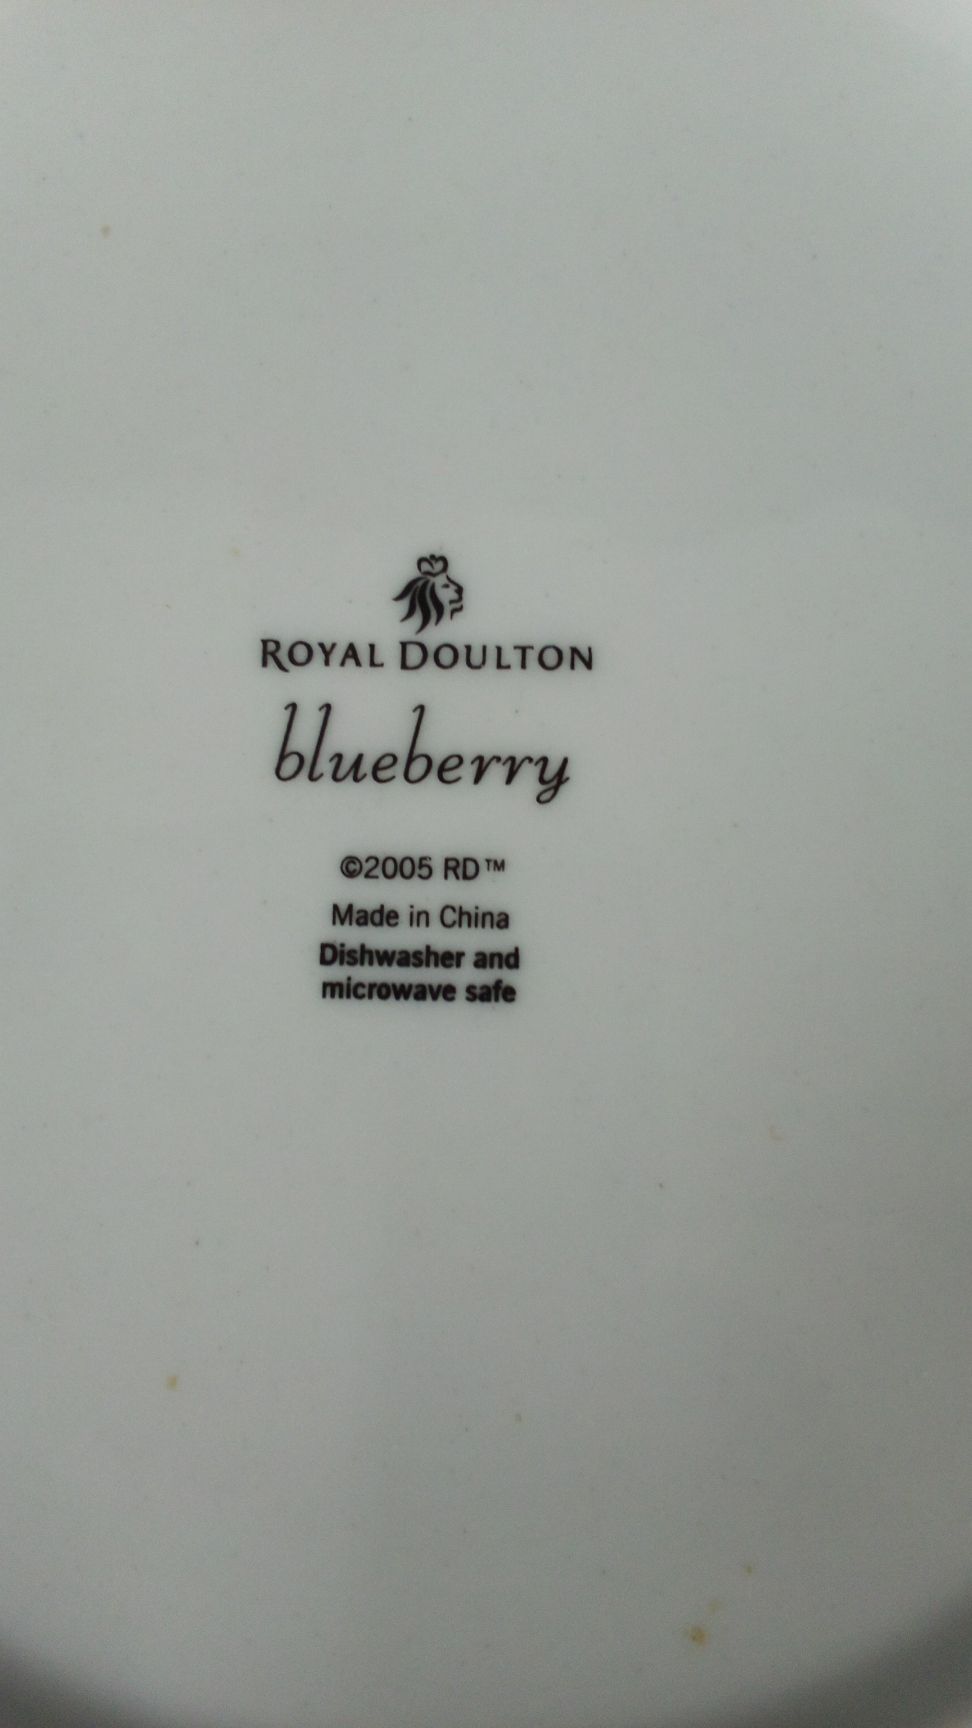 ROYAL DOULTON
blueberry
©2005 RD™
Made in China
Dishwasher and
microwave safe